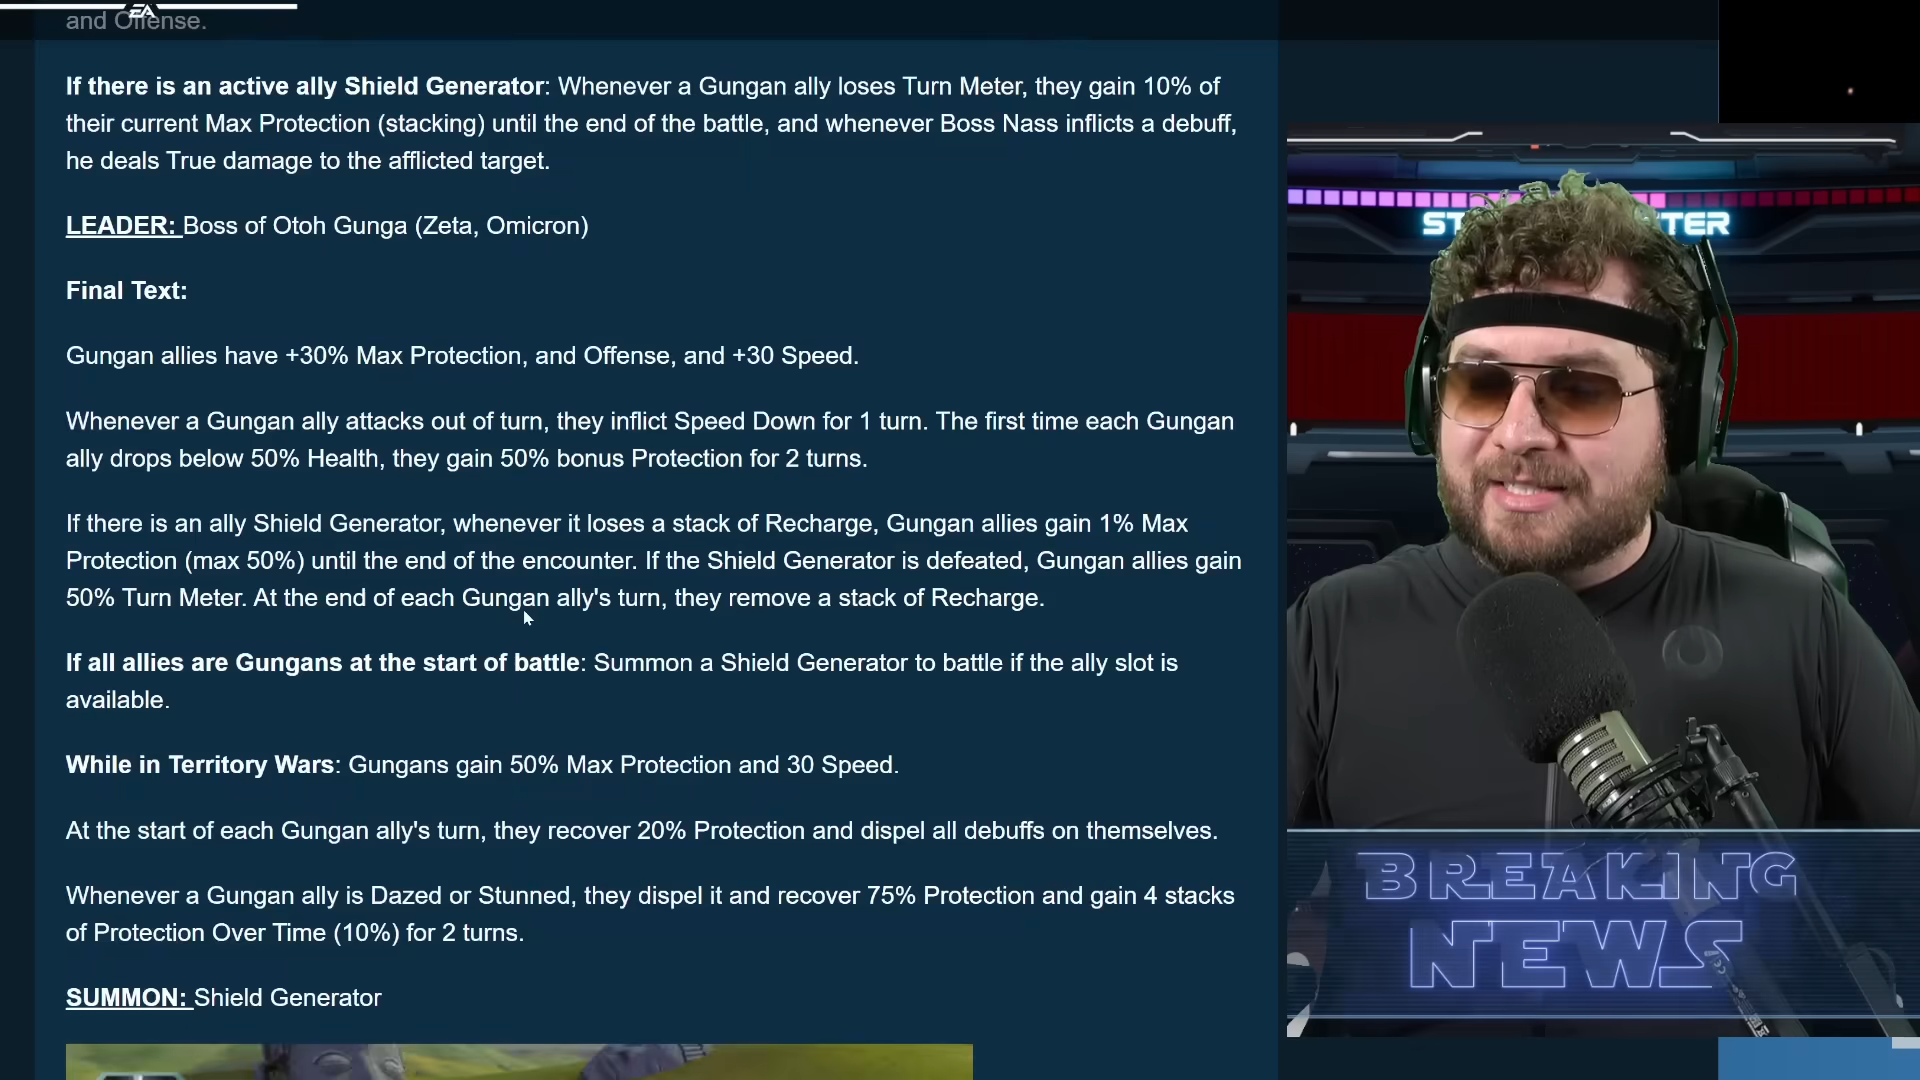 EA
and Offense.
If there is an active ally Shield Generator: Whenever a Gungan ally loses Turn Meter, they gain 10% of
their current Max Protection (stacking) until the end of the battle, and whenever Boss Nass inflicts a debuff,
he deals True damage to the afflicted target.
LEADER: Boss of Otoh Gunga (Zeta, Omicron)
Final Text:
Gungan allies have +30% Max Protection, and Offense, and +30 Speed.
Whenever a Gungan ally attacks out of turn, they inflict Speed Down for 1 turn. The first time each Gungan
ally drops below 50% Health, they gain 50% bonus Protection for 2 turns.
If there is an ally Shield Generator, whenever it loses a stack of Recharge, Gungan allies gain 1% Max
Protection (max 50%) until the end of the encounter. If the Shield Generator is defeated, Gungan allies gain
50% Turn Meter. At the end of each Gungan ally's turn, they remove a stack of Recharge.
If all allies are Gungans at the start of battle: Summon a Shield Generator to battle if the ally slot is
available.
While in Territory Wars: Gungans gain 50% Max Protection and 30 Speed.
At the start of each Gungan ally's turn, they recover 20% Protection and dispel all debuffs on themselves.
Whenever a Gungan ally is Dazed or Stunned, they dispel it and recover 75% Protection and gain 4 stacks
of Protection Over Time (10%) for 2 turns.
SUMMON: Shield Generator
BREAKING
NEWS